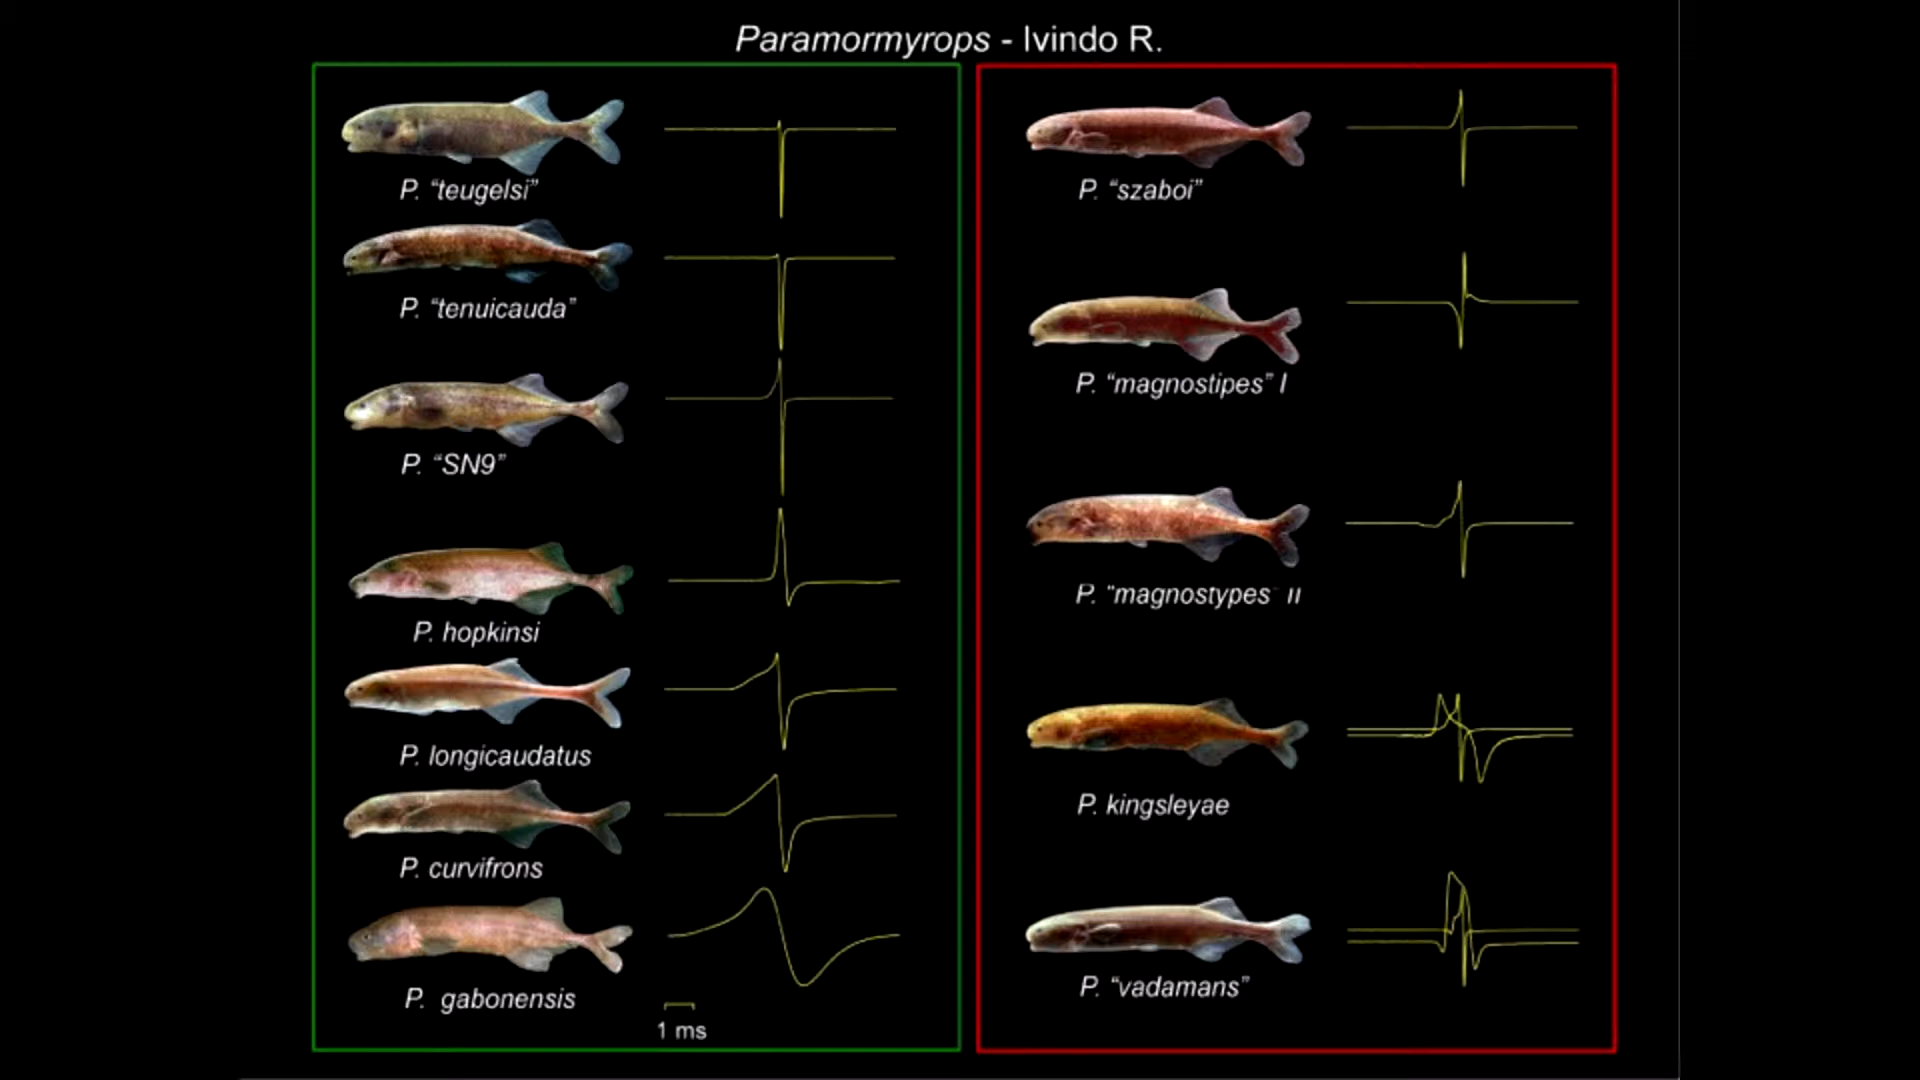 Paramormyrops - Ivindo R.
P. “teugelsi”
P. “tenuicauda”
P. “SN9”
P. hopkinsi
P. longicaudatus
P. curvifrons
P. gabonensis
1 ms
P. “szaboi”
P. “magnostipes” I
P. “magnostypes II
P. kingsleyae
P. “vadamans”